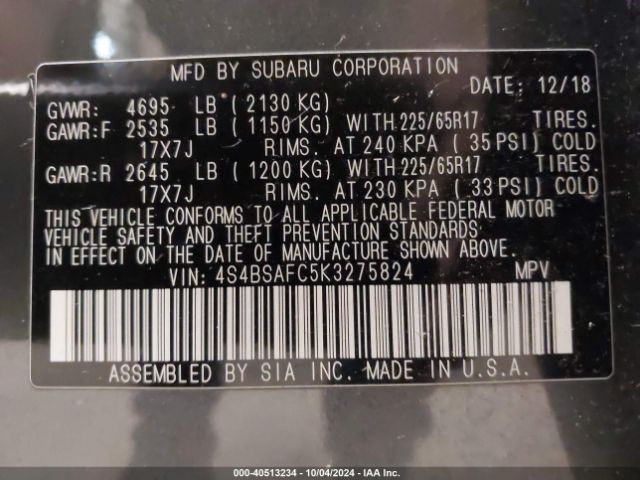 MFD BY SUBARU CORPORATION
DATE: 12/18
GVWR: 4695 LB ( 2130 KG)
GAWR:F 2535 LB ( 1150 KG) WITH 225/65R17 TIRES.
17X7J RIMS. AT 240 KPA ( 35 PSI) COLD
GAWR:R 2645 LB ( 1200 KG) WITH 225/65R17 TIRES.
17X7J RIMS. AT 230 KPA ( 33 PSI) COLD
THIS VEHICLE CONFORMS TO ALL APPLICABLE FEDERAL MOTOR
VEHICLE SAFETY AND THEFT PREVENTION STANDARDS
IN EFFECT ON THE DATE OF MANUFACTURE SHOWN ABOVE.
VIN: 4S4BSAFC5K3275824 MPV
ASSEMBLED BY SIA INC. MADE IN U.S.A.
000-40513234 - 10/04/2024 - IAA Inc.